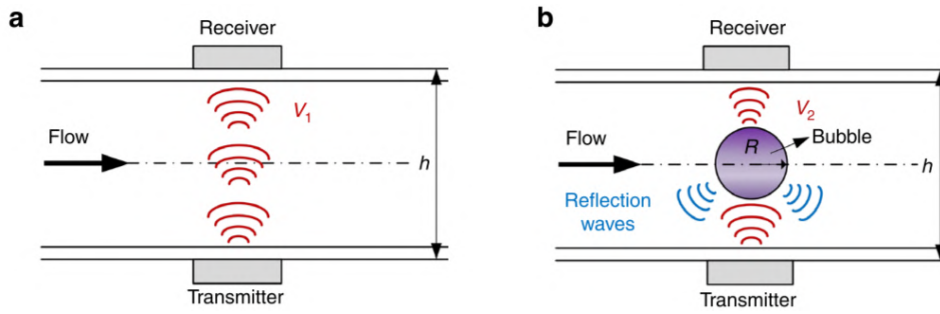 a
Receiver
V1
Flow
h
Transmitter
b
Receiver
V2
Flow
R
Bubble
h
Reflection
waves
Transmitter